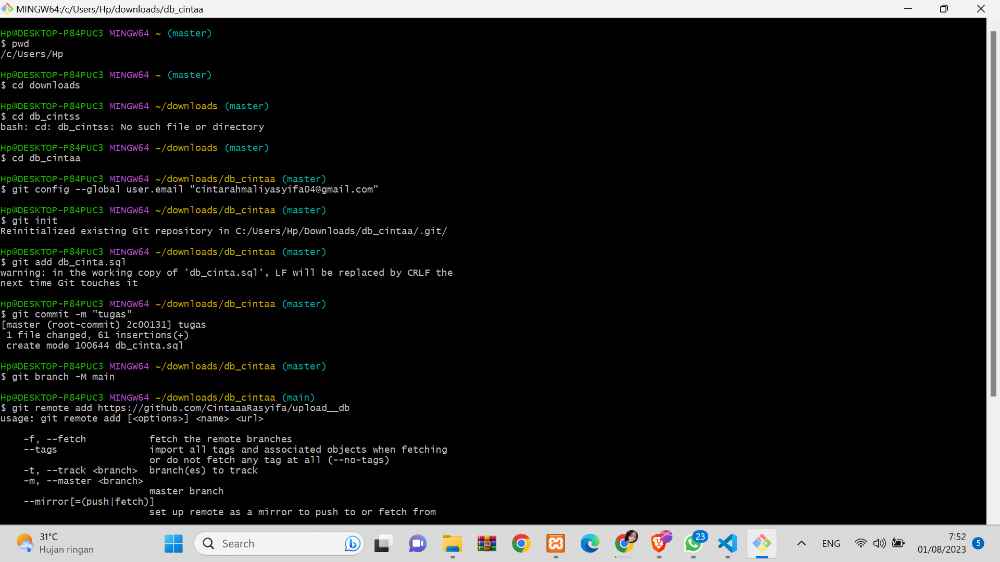 MINGW64:/c/Users/Hp/downloads/db_cintaa
Hp@DESKTOP-P84PUC3 MINGW64 ~ (master)
$ pwd
/c/Users/Hp
Hp@DESKTOP-P84PUC3 MINGW64 ~ (master)
$ cd downloads
Hp@DESKTOP-P84PUC3 MINGW64 ~/downloads (master)
$ cd db_cintss
bash: cd: db_cintss: No such file or directory
Hp@DESKTOP-P84PUC3 MINGW64 ~/downloads (master)
$ cd db_cintaa
Hp@DESKTOP-P84PUC3 MINGW64 ~/downloads/db_cintaa (master)
$ git config --global user.email "cintarahmaliyasyifa04@gmail.com"
Hp@DESKTOP-P84PUC3 MINGW64 ~/downloads/db_cintaa (master)
$ git init
Reinitialized existing Git repository in C:/Users/Hp/Downloads/db_cintaa/.git/
Hp@DESKTOP-P84PUC3 MINGW64 ~/downloads/db_cintaa (master)
$ git add db_cinta.sql
warning: in the working copy of 'db_cinta.sql', LF will be replaced by CRLF the
next time Git touches it
Hp@DESKTOP-P84PUC3 MINGW64 ~/downloads/db_cintaa (master)
$ git commit -m "tugas"
[master (root-commit) 2c00131] tugas
1 file changed, 61 insertions(+)
create mode 100644 db_cinta.sql
Hp@DESKTOP-P84PUC3 MINGW64 ~/downloads/db_cintaa (master)
$ git branch -M main
Hp@DESKTOP-P84PUC3 MINGW64 ~/downloads/db_cintaa (main)
$ git remote add https://github.com/CintaaaRasyifa/upload__db
usage: git remote add [<options>] <name> <url>
-f, --fetch fetch the remote branches
--tags import all tags and associated objects when fetching
or do not fetch any tag at all (--no-tags)
-t, --track <branch> branch(es) to track
-m, --master <branch>
master branch
--mirror[=(push|fetch)]
set up remote as a mirror to push to or fetch from
31°C
Hujan ringan
Search
23
ENG
7:52
01/08/2023
5